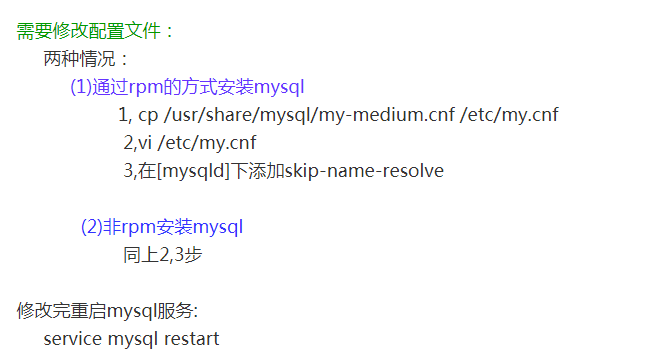 需要修改配置文件：
两种情况：
(1)通过rpm的方式安装mysql
1, cp /usr/share/mysql/my-medium.cnf /etc/my.cnf
2,vi /etc/my.cnf
3,在[mysqld]下添加skip-name-resolve
(2)非rpm安装mysql
同上2,3步
修改完重启mysql服务:
service mysql restart